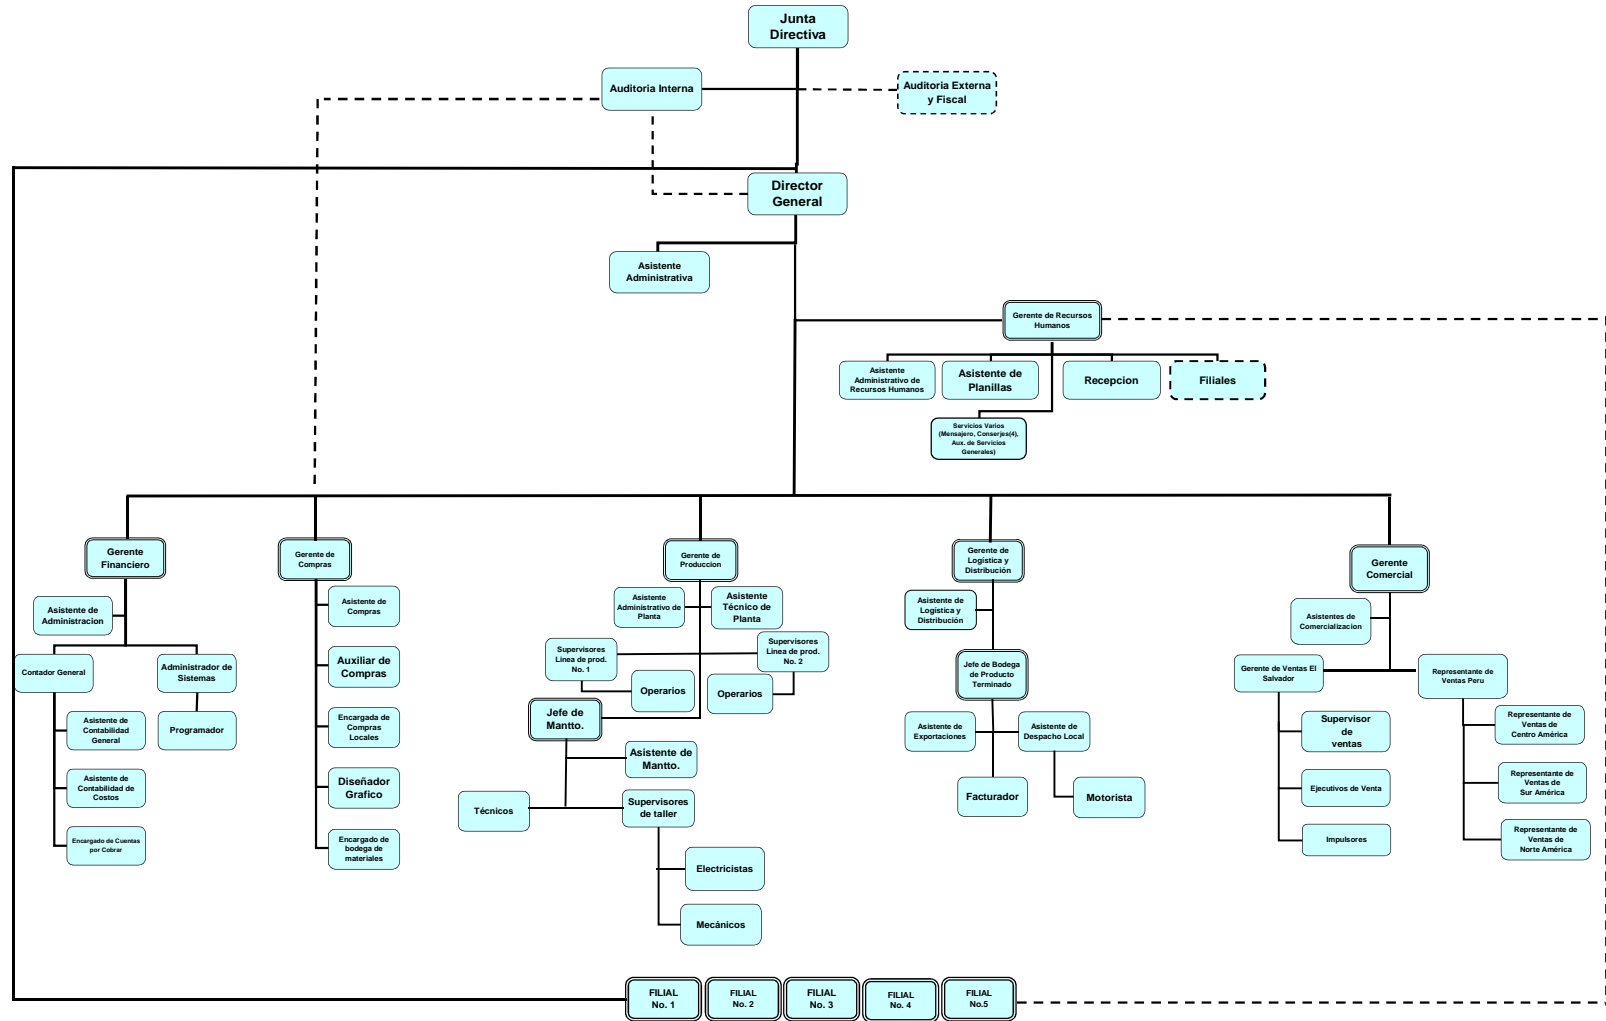 Junta
Directiva
Auditoria Interna
Auditoria Externa
y Fiscal
Director
General
Asistente
Administrativa
Gerente de Recursos
Humanos
Asistente
Administrativo de
Recursos Humanos
Asistente de
Planillas
Recepcion
Filiales
Servicios Varios
(Mensajero, Conserjes(4),
Aux. de Servicios
Generales)
Gerente
Financiero
Gerente de
Compras
Gerente de
Produccion
Gerente de
Logística y
Distribución
Gerente
Comercial
Asistente de
Administracion
Contador General
Administrador de
Sistemas
Asistente de
Contabilidad
General
Programador
Asistente de
Contabilidad de
Costos
Encargado de Cuentas
por Cobrar
Asistente de
Compras
Auxiliar de
Compras
Encargada de
Compras
Locales
Diseñador
Grafico
Encargado de
bodega de
materiales
Asistente
Administrativo de
Planta
Asistente
Técnico de
Planta
Supervisores
Linea de prod.
No. 1
Supervisores
Linea de prod.
No. 2
Operarios
Operarios
Jefe de
Mantto.
Asistente de
Mantto.
Técnicos
Supervisores
de taller
Electricistas
Mecánicos
Asistente de
Logística y
Distribución
Jefe de Bodega
de Producto
Terminado
Asistente de
Exportaciones
Asistente de
Despacho Local
Facturador
Motorista
Asistentes de
Comercializacion
Gerente de Ventas El
Salvador
Representante de
Ventas Peru
Supervisor
de
ventas
Ejecutivos de Venta
Impulsores
Representante de
Ventas de
Centro América
Representante de
Ventas de
Sur América
Representante de
Ventas de
Norte América
FILIAL
No. 1
FILIAL
No. 2
FILIAL
No. 3
FILIAL
No. 4
FILIAL
No.5